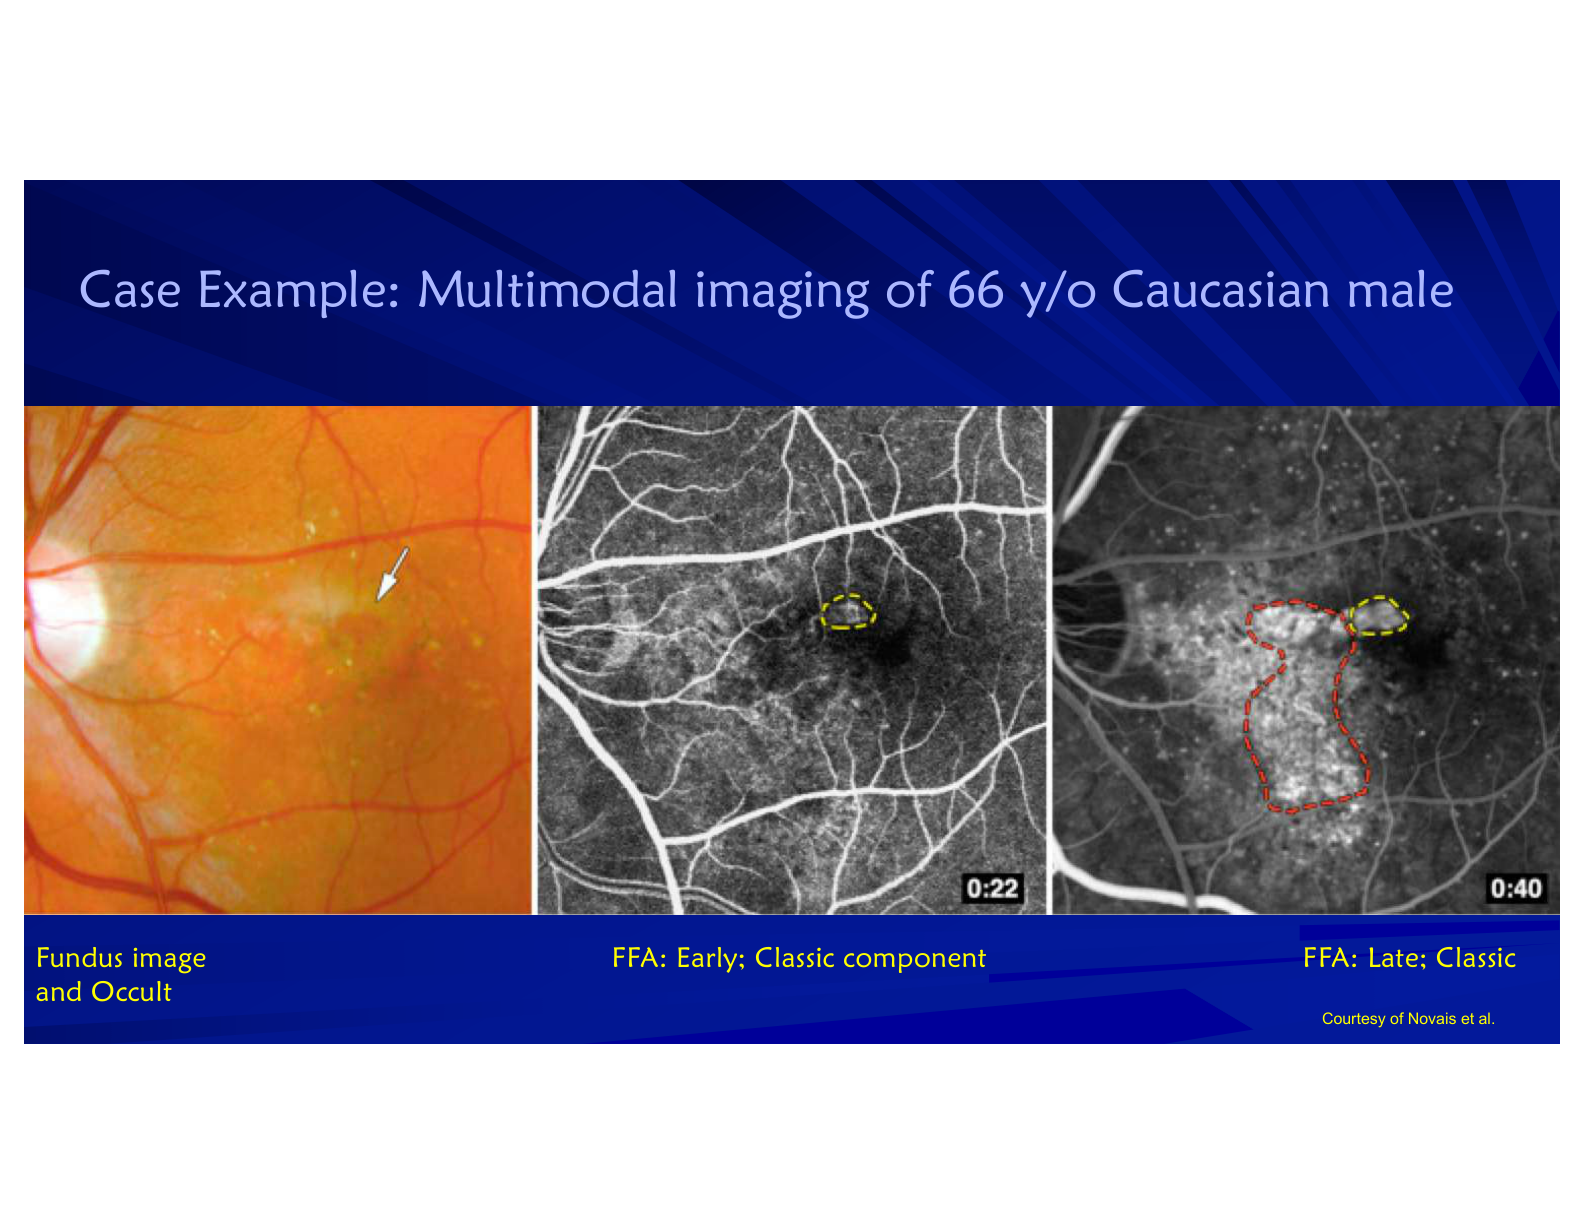 Case Example: Multimodal imaging of 66 y/o Caucasian male
0:22
0:40
Fundus image FFA: Early; Classic component FFA: Late; Classic
and Occult
Courtesy of Novais et al.